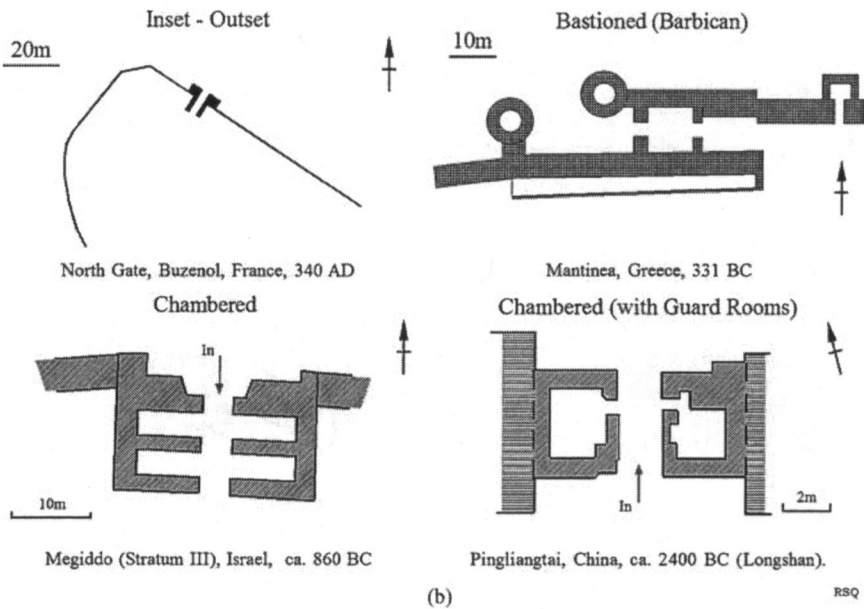 Inset - Outset
20m
North Gate, Buzenol, France, 340 AD
Bastioned (Barbican)
10m
Mantinea, Greece, 331 BC
Chambered
In
10m
Megiddo (Stratum III), Israel, ca. 860 BC
Chambered (with Guard Rooms)
In
2m
Pingliangtai, China, ca. 2400 BC (Longshan).
(b)
RSQ